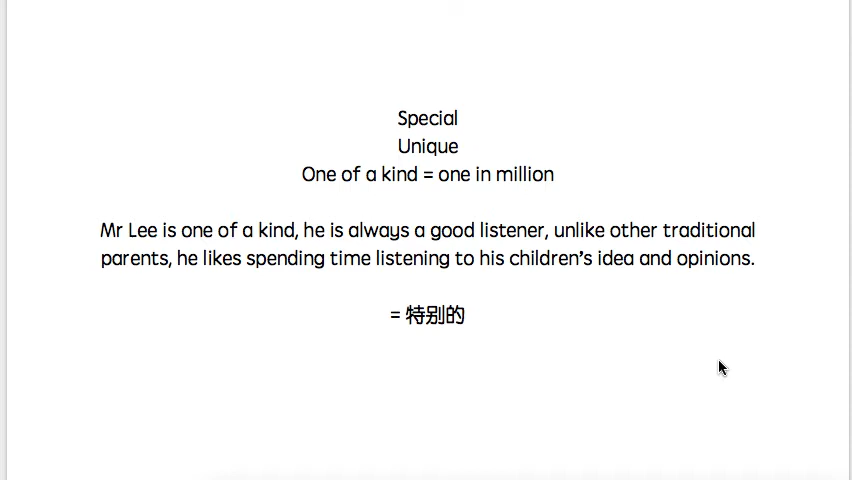 Special
Unique
One of a kind = one in million
Mr Lee is one of a kind, he is always a good listener, unlike other traditional
parents, he likes spending time listening to his children’s idea and opinions.
= 特别的